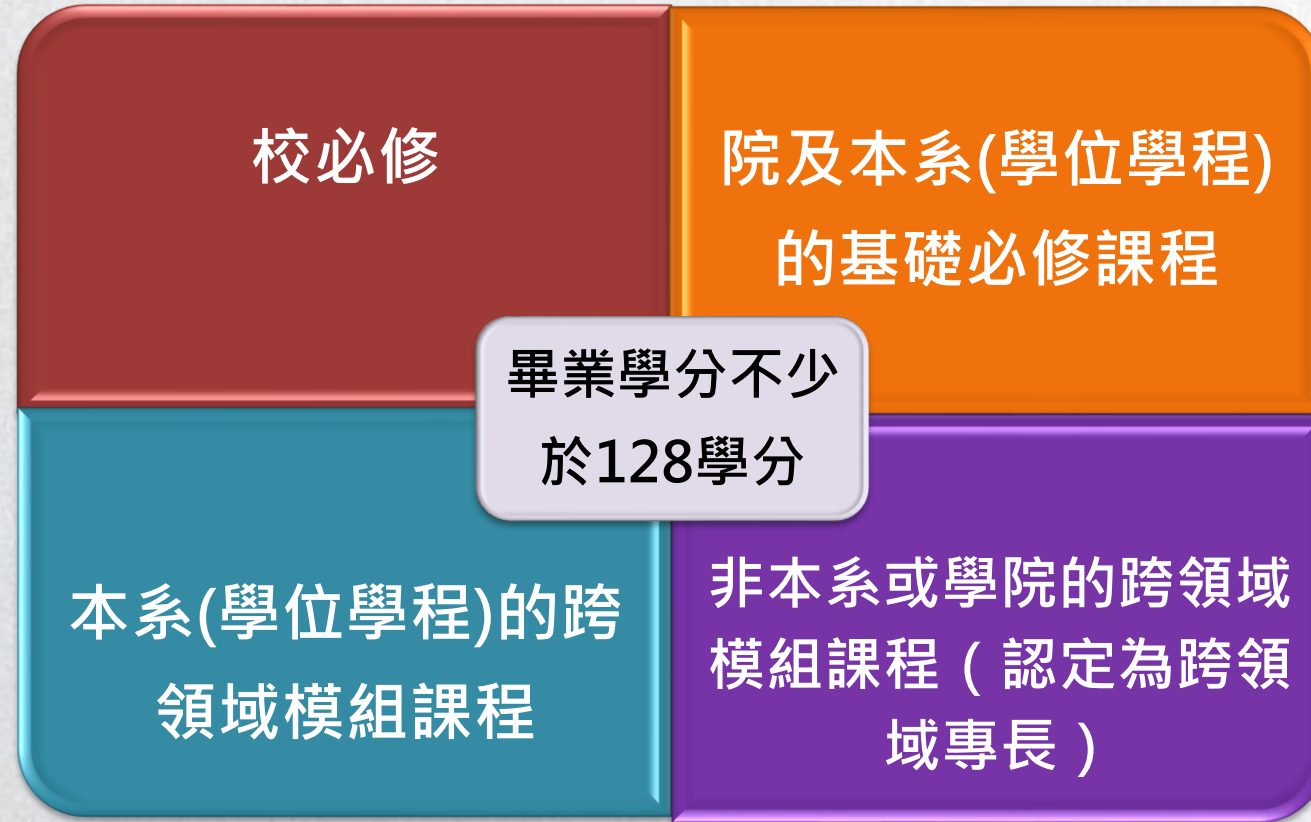 校必修
院及本系(學位學程)
的基礎必修課程
畢業學分不少
於128學分
本系(學位學程)的跨
領域模組課程
非本系或學院的跨領域
模組課程（認定為跨領
域專長）